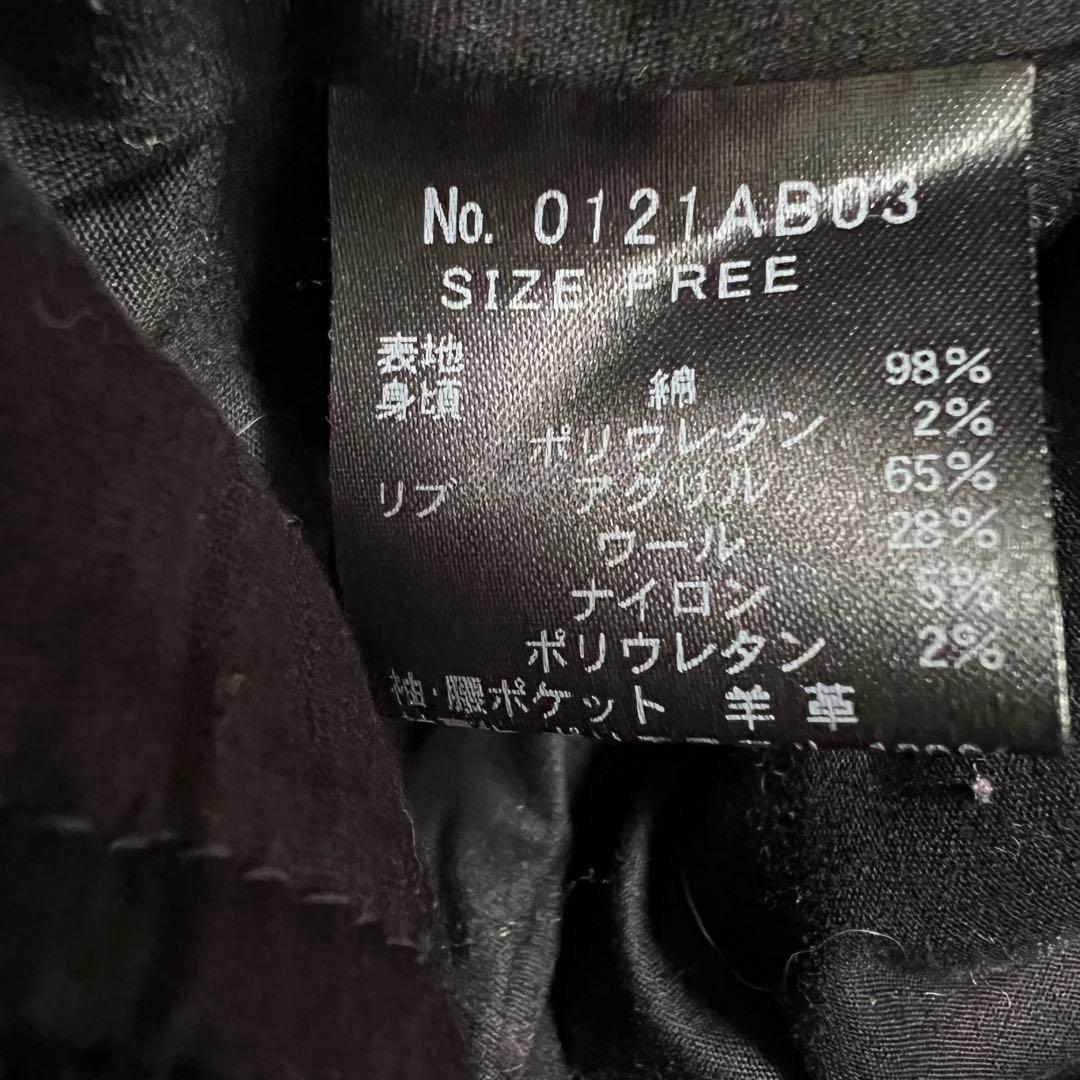 No. 0121AB03
SIZE FREE
表地
身頃 綿 98%
ポリウレタン 2%
リブ アクリル 65%
ウール 28%
ナイロン 5%
ポリウレタン 2%
袖・腰ポケット 羊革